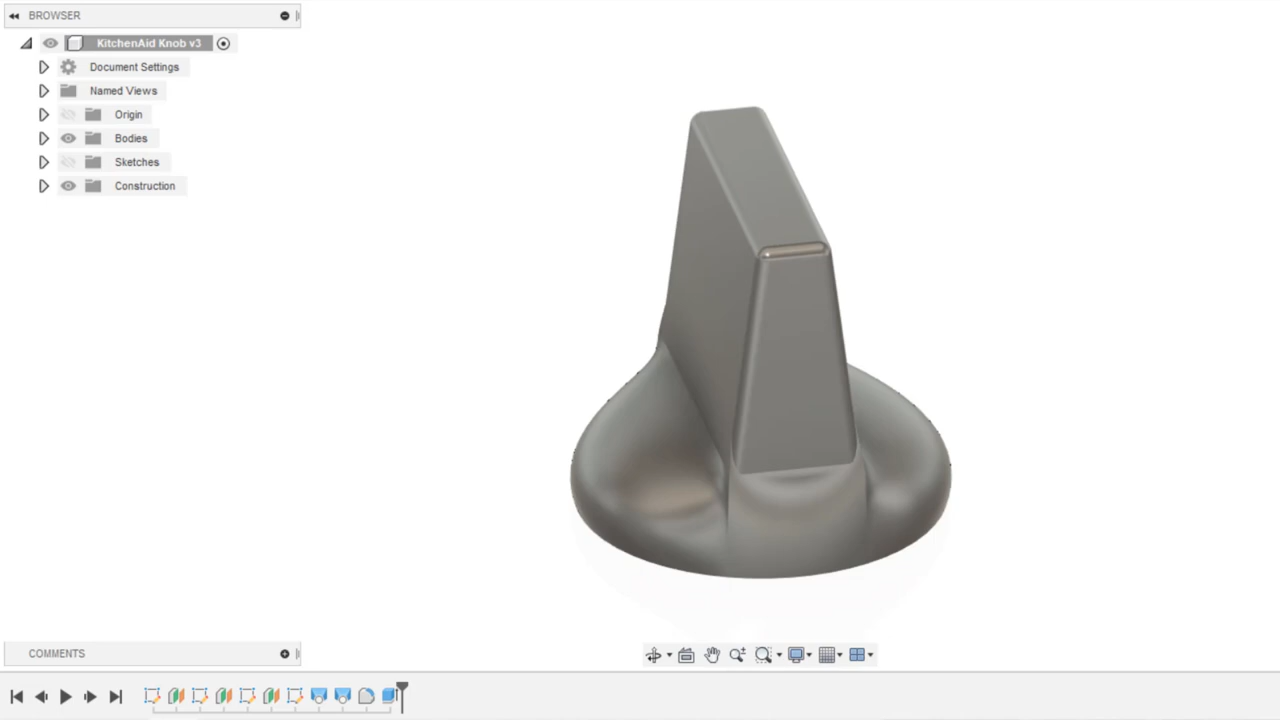 BROWSER
KitchenAid Knob v3
Document Settings
Named Views
Origin
Bodies
Sketches
Construction
COMMENTS